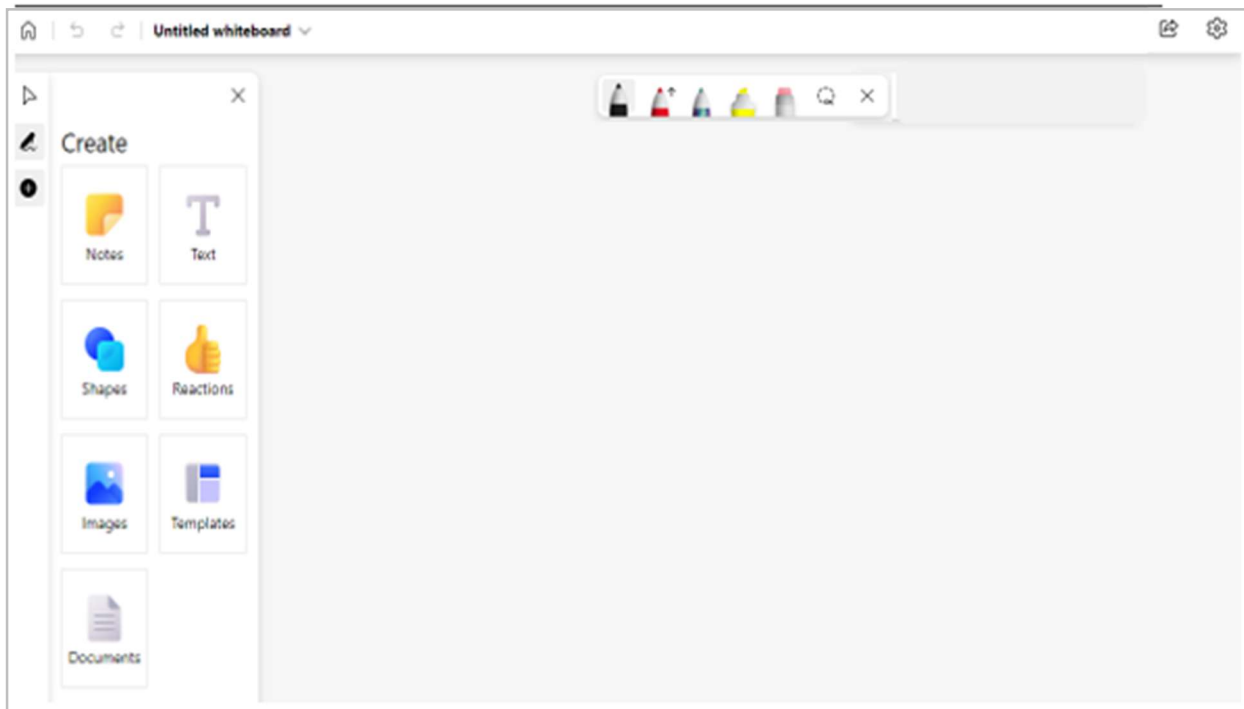 Untitled whiteboard
Create
Notes Text
Shapes Reactions
Images Templates
Documents